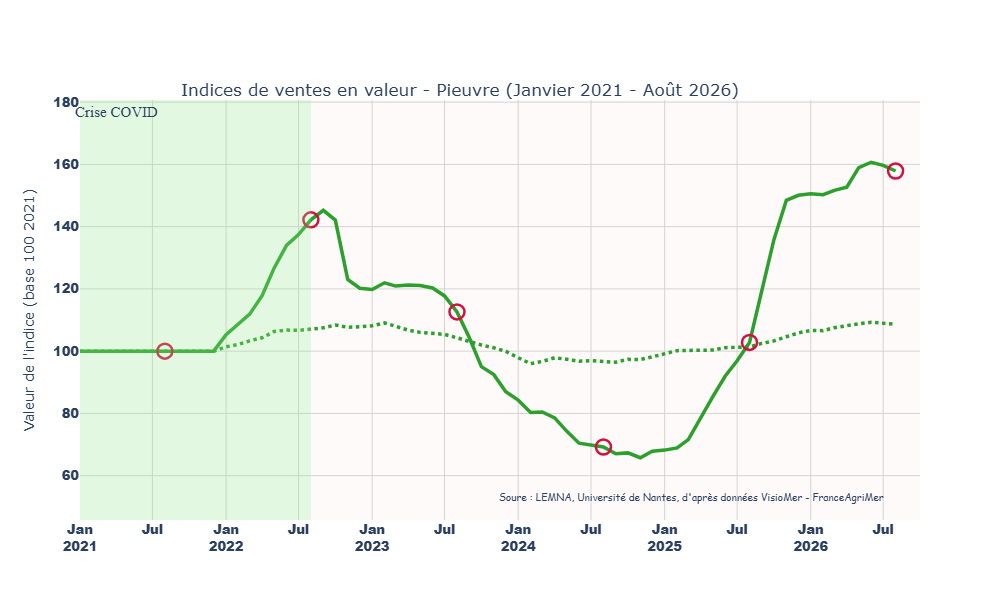 Indices de ventes en valeur - Pieuvre (Janvier 2021 - Août 2026)
180
Crise COVID
160
140
120
100
80
60
Valeur de l'indice (base 100 2021)
Soure : LEMNA, Université de Nantes, d'après données VisioMer - FranceAgriMer
Jan Jul Jan Jul Jan Jul Jan Jul Jan Jul Jan Jul
2021 2022 2023 2024 2025 2026